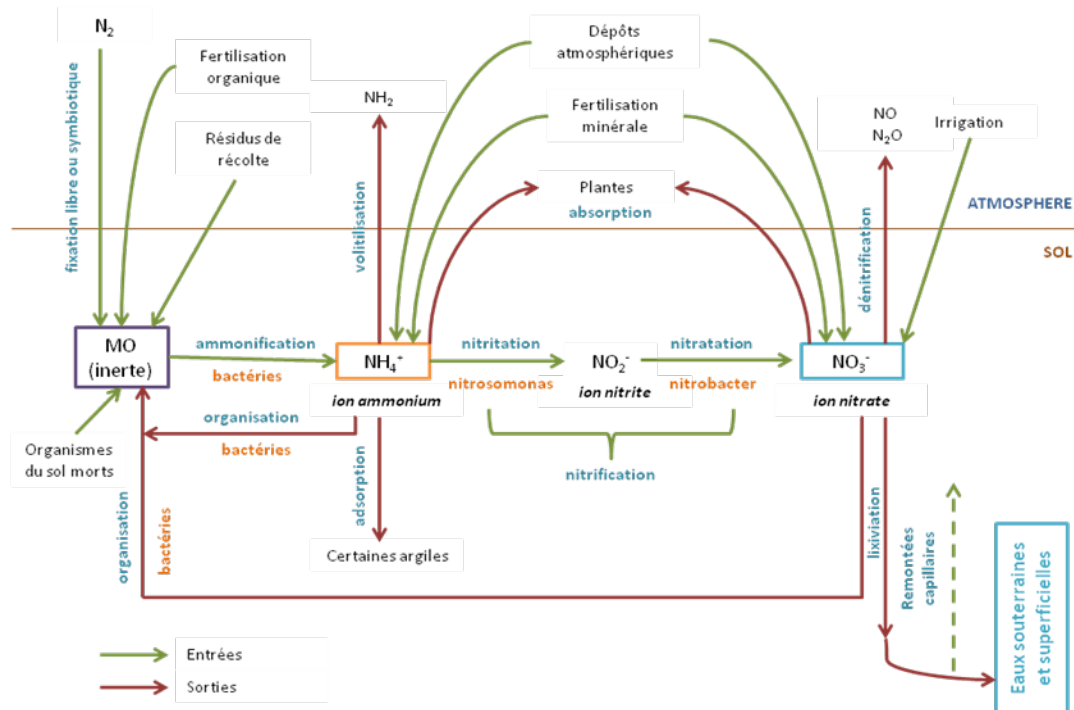 N₂
Fertilisation
organique
Résidus de
récolte
fixation libre ou symbiotique
NH₂
volitilisation
Dépôts
atmosphériques
Fertilisation
minérale
Plantes
absorption
NO
N₂O
Irrigation
dénitrification
ATMOSPHERE
SOL
MO
(inerte)
ammonification
bactéries
NH₄⁺
ion ammonium
nitritation
nitrosomonas
NO₂⁻
ion nitrite
nitratation
nitrobacter
NO₃⁻
ion nitrate
nitrification
organisation
bactéries
Organismes
du sol morts
organisation
bactéries
adsorption
Certaines argiles
lixiviation
Remontées
capillaires
Eaux souterraines
et superficielles
Entrées
Sorties